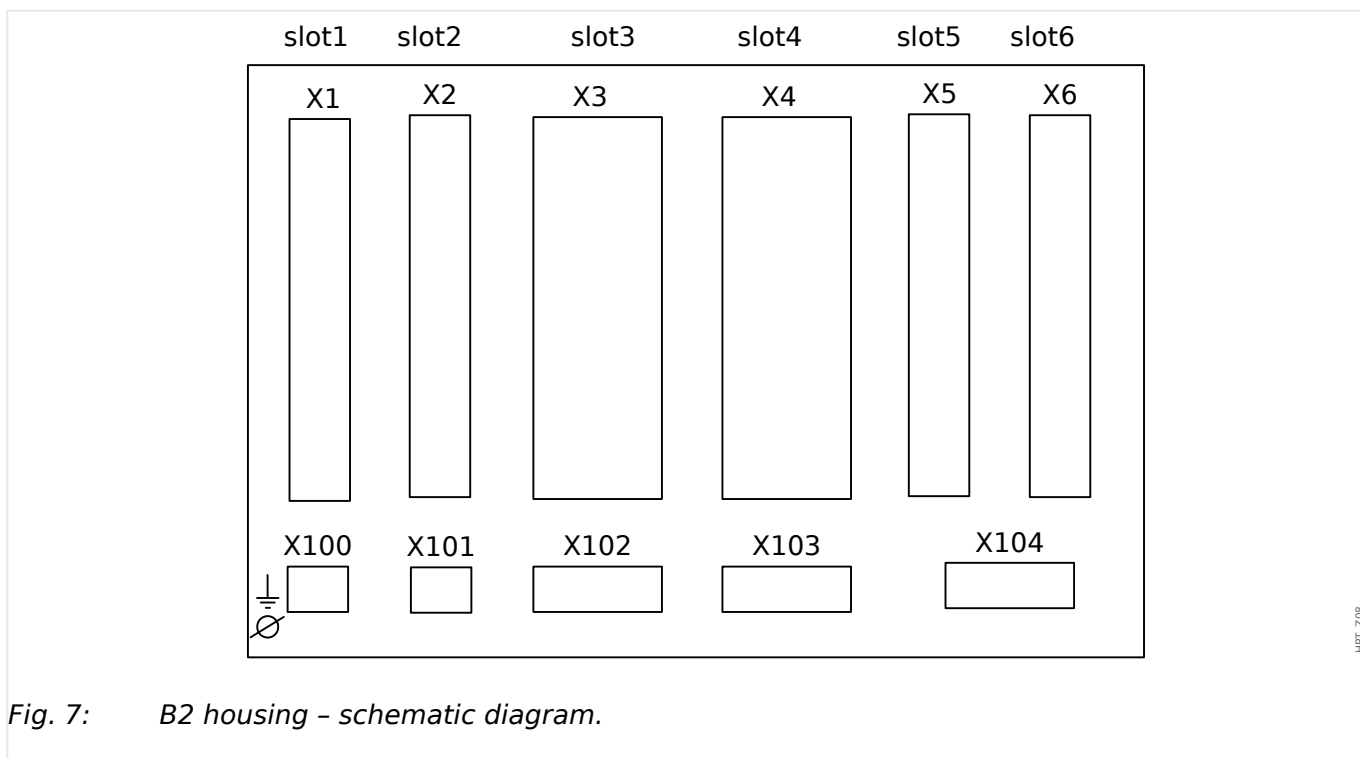 slot1 slot2 slot3 slot4 slot5 slot6
X1 X2 X3 X4 X5 X6
X100 X101 X102 X103 X104
Fig. 7: B2 housing – schematic diagram.